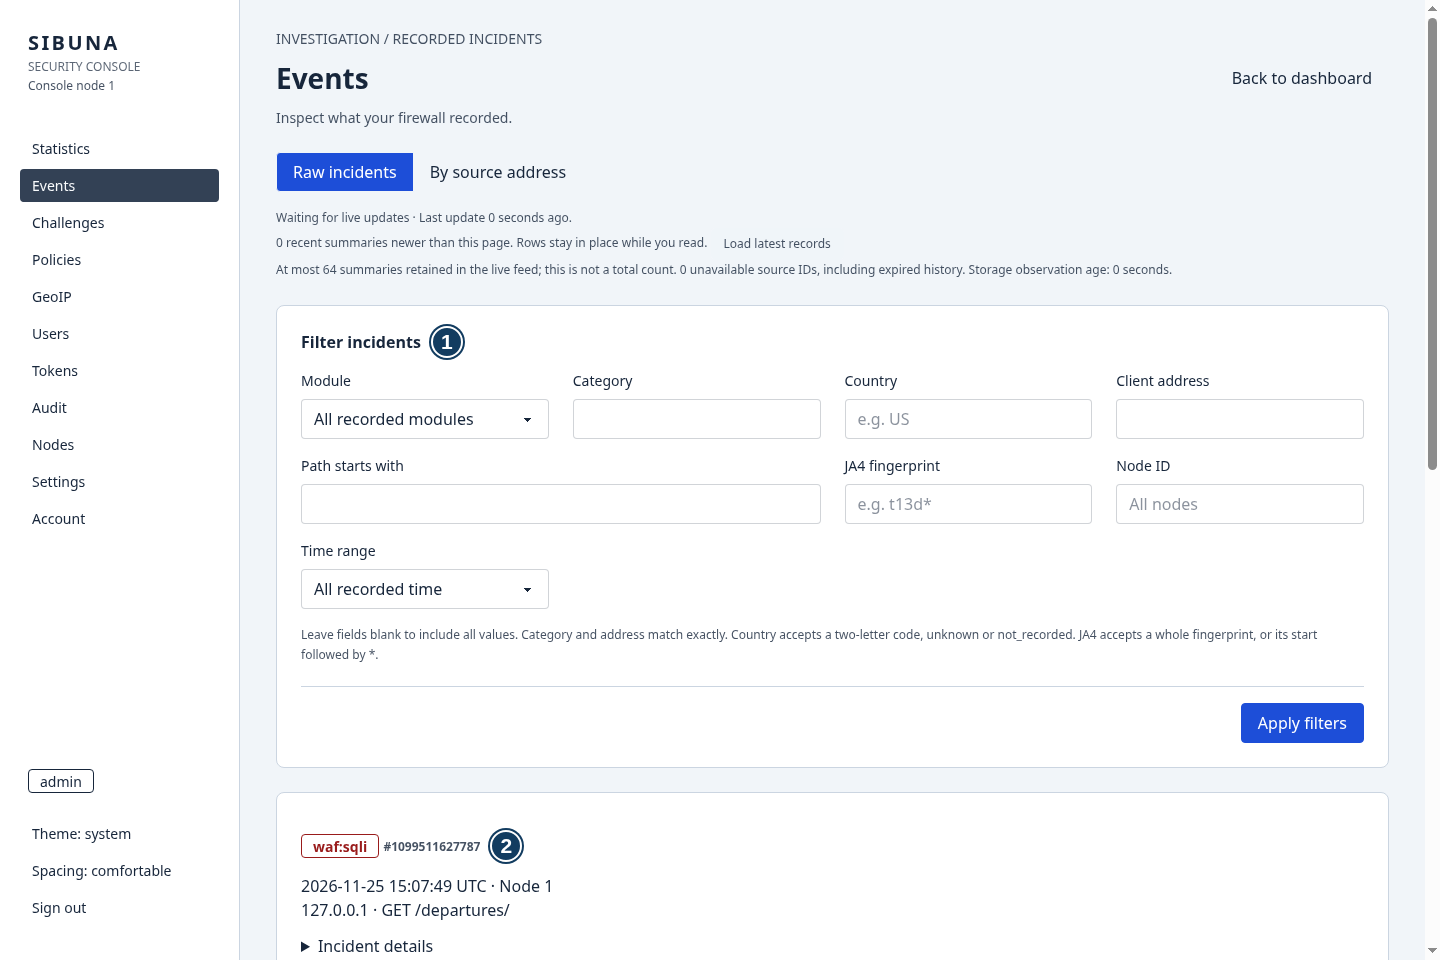 SIBUNA
SECURITY CONSOLE
Console node 1
Statistics
Events
Challenges
Policies
GeoIP
Users
Tokens
Audit
Nodes
Settings
Account
admin
Theme: system
Spacing: comfortable
Sign out
INVESTIGATION / RECORDED INCIDENTS
Events
Back to dashboard
Inspect what your firewall recorded.
Raw incidents
By source address
Waiting for live updates · Last update 0 seconds ago.
0 recent summaries newer than this page. Rows stay in place while you read. Load latest records
At most 64 summaries retained in the live feed; this is not a total count. 0 unavailable source IDs, including expired history. Storage observation age: 0 seconds.
Filter incidents 1
Module
Category
Country
Client address
All recorded modules
e.g. US
Path starts with
JA4 fingerprint
Node ID
e.g. t13d*
All nodes
Time range
All recorded time
Leave fields blank to include all values. Category and address match exactly. Country accepts a two-letter code, unknown or not_recorded. JA4 accepts a whole fingerprint, or its start
followed by *.
Apply filters
waf:sqli #1099511627787 2
2026-11-25 15:07:49 UTC · Node 1
127.0.0.1 · GET /departures/
Incident details